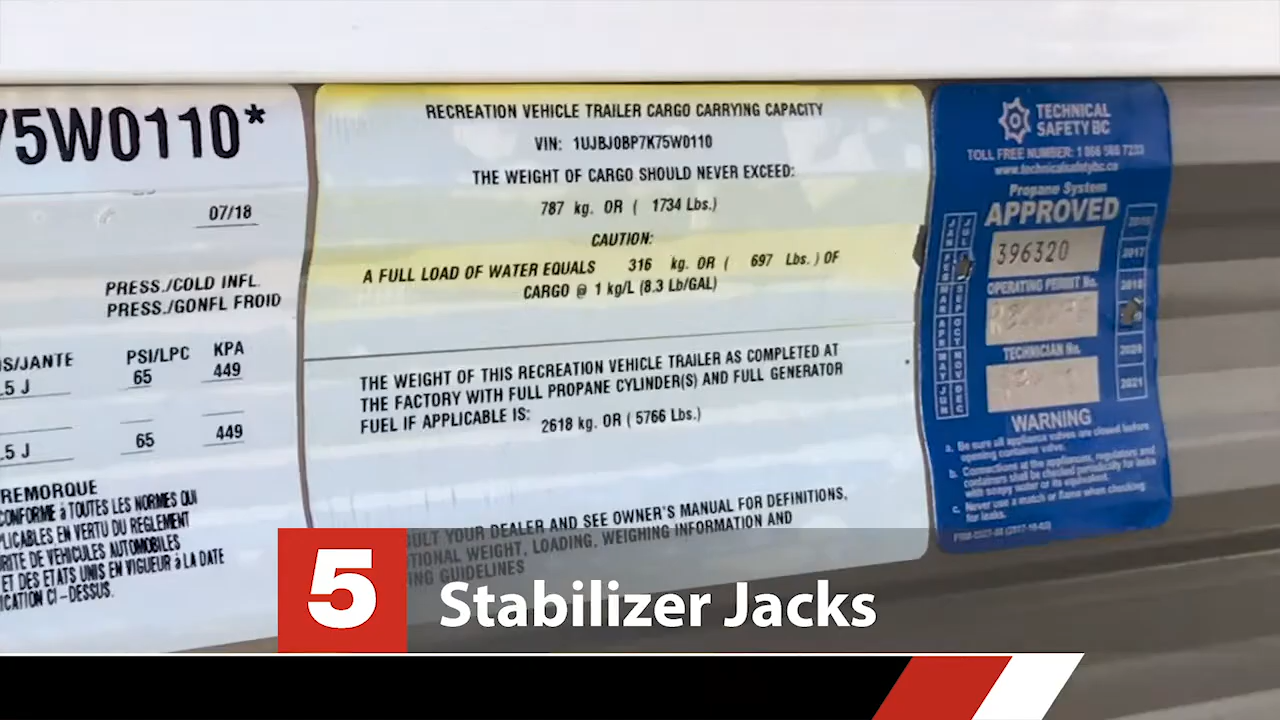 75W0110*
07/18
PRESS./COLD INFL.
PRESS./GONFL FROID
S/JANTE PSI/LPC KPA
.5 J 65 449
.5 J 65 449
REMORQUE
CONFORME à TOUTES LES NORMES QUI
PLICABLES EN VERTU DU REGLEMENT
URITE DE VEHICULES AUTOMOBILES
ET DES ETATS UNIS EN VIGUEUR à LA DATE
ICATION CI-DESSUS.
RECREATION VEHICLE TRAILER CARGO CARRYING CAPACITY
VIN: 1UJBJ0BP7K75W0110
THE WEIGHT OF CARGO SHOULD NEVER EXCEED:
787 kg. OR ( 1734 Lbs.)
CAUTION:
A FULL LOAD OF WATER EQUALS 316 kg. OR ( 697 Lbs. ) OF
CARGO @ 1 kg/L (8.3 Lb/GAL)
THE WEIGHT OF THIS RECREATION VEHICLE TRAILER AS COMPLETED AT
THE FACTORY WITH FULL PROPANE CYLINDER(S) AND FULL GENERATOR
FUEL IF APPLICABLE IS: 2618 kg. OR ( 5766 Lbs.)
SULT YOUR DEALER AND SEE OWNER'S MANUAL FOR DEFINITIONS,
TIONAL WEIGHT, LOADING, WEIGHING INFORMATION AND
ING GUIDELINES
TECHNICAL
SAFETY BC
TOLL FREE NUMBER: 1 866 566 7233
www.technicalsafetybc.ca
Propane System
APPROVED
JAN FEB MAR APR MAY JUN
JUL SEP OCT NOV DEC
396320
OPERATING PERMIT No.
TECHNICIAN No.
2017
2018
2020
2021
WARNING
a. Be sure all appliance valves are closed before
opening container valve.
b. Connections at the appliances, regulators and
containers shall be checked periodically for leaks
with soapy water or its equivalent.
c. Never use a match or flame when checking
for leaks.
5 Stabilizer Jacks